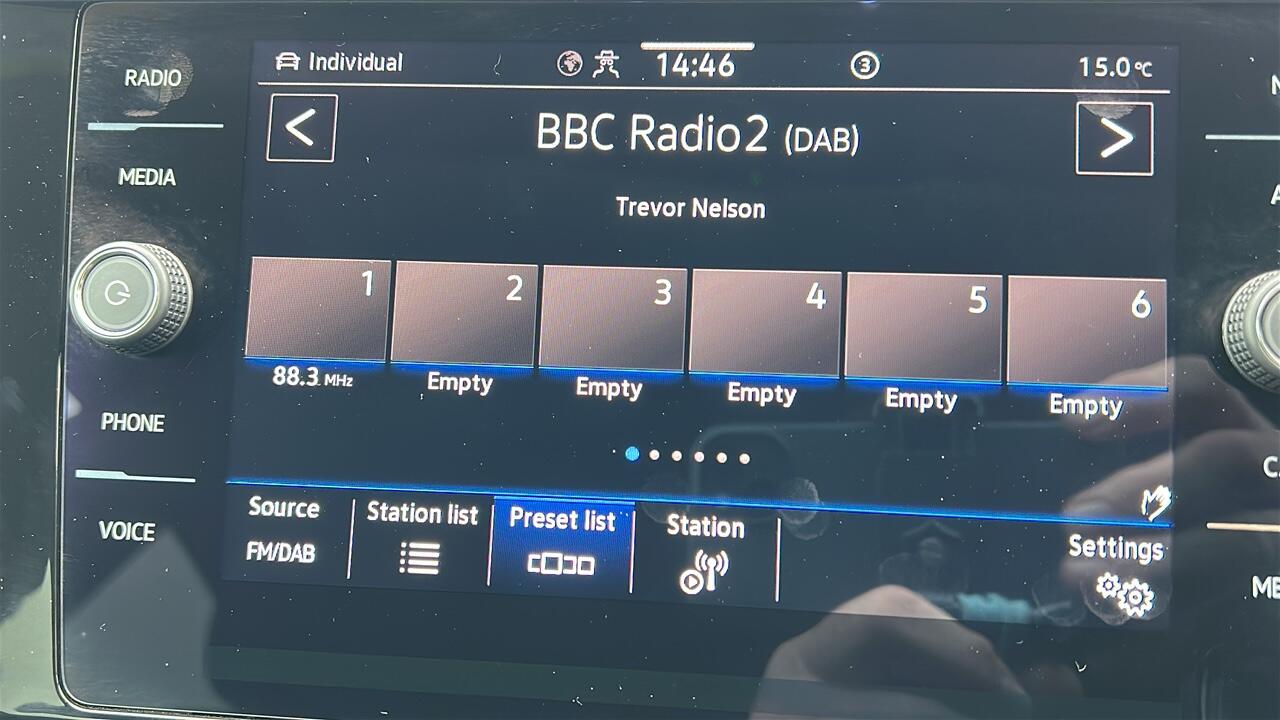 RADIO
MEDIA
PHONE
VOICE
Individual
14:46
3
15.0°C
<
BBC Radio2 (DAB)
>
Trevor Nelson
1
2
3
4
5
6
88.3 MHz
Empty
Empty
Empty
Empty
Empty
Source
FM/DAB
Station list
Preset list
Station
Settings